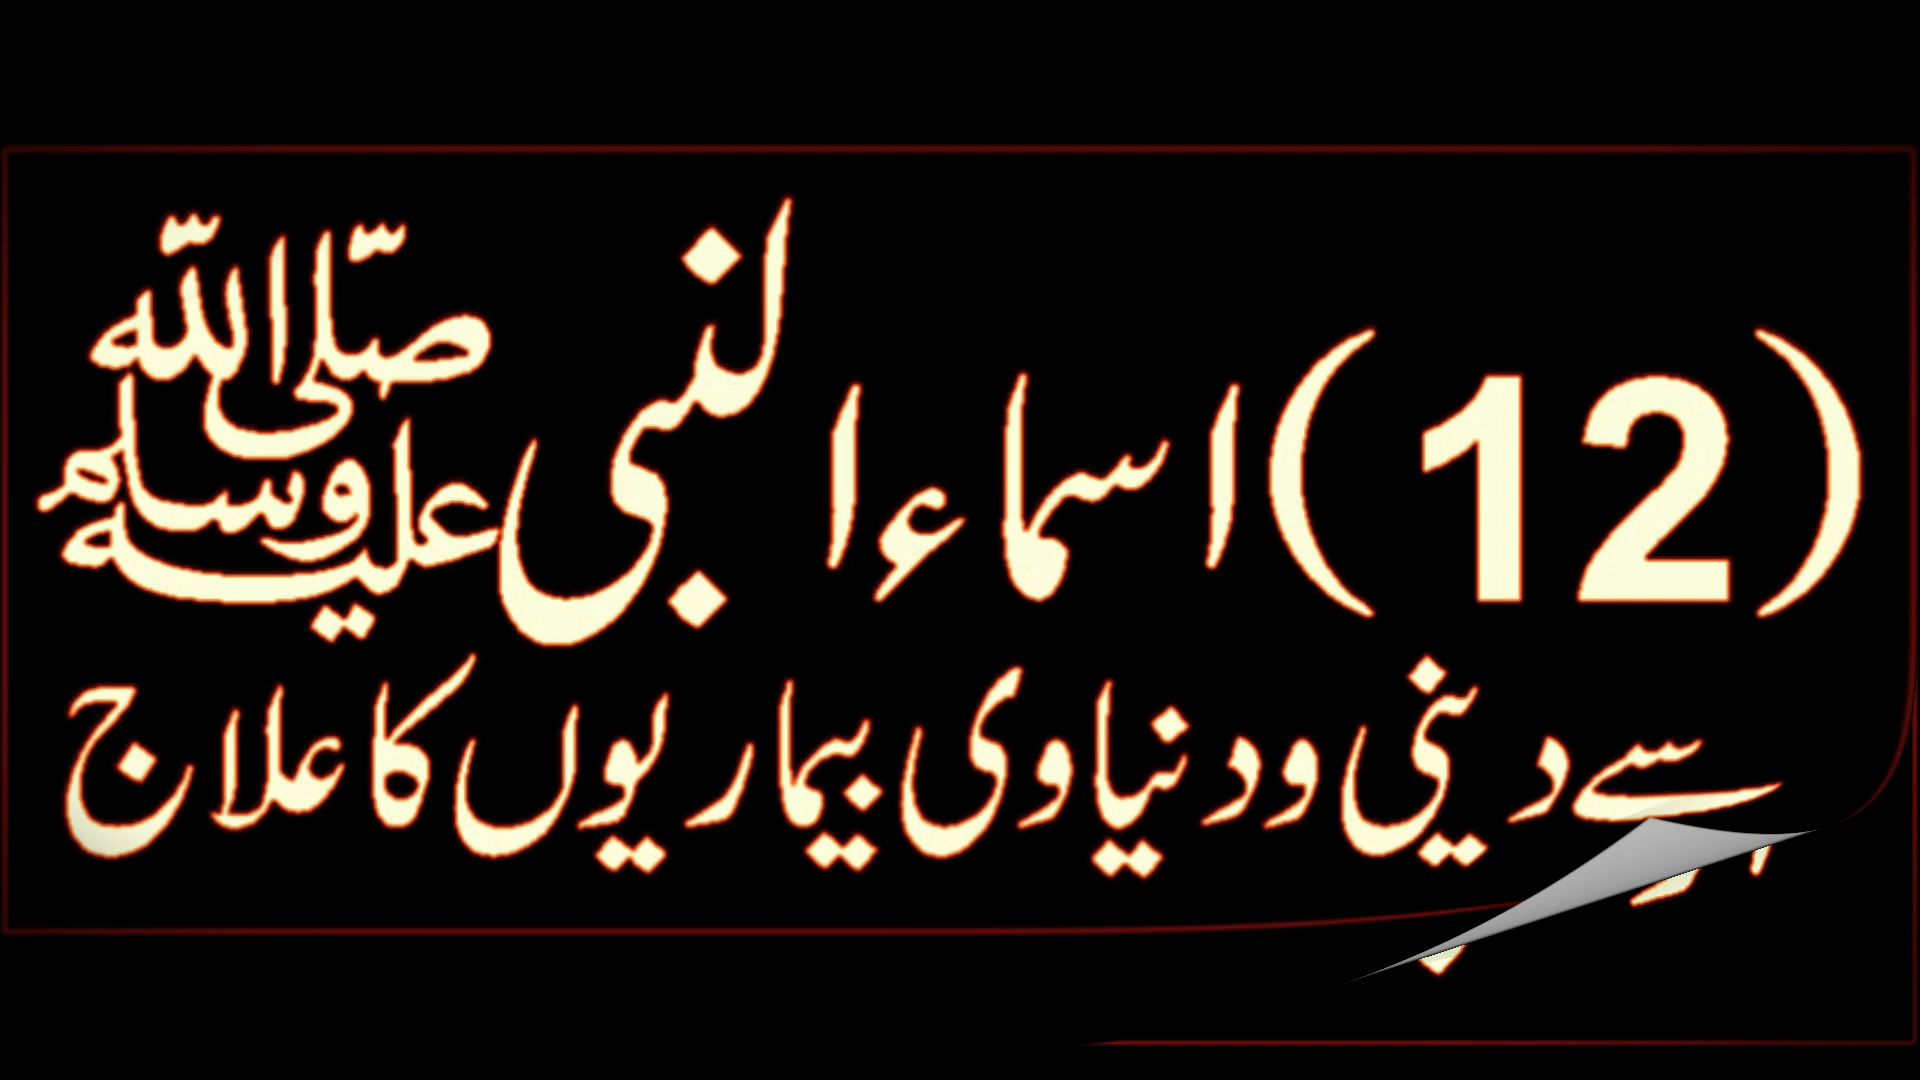 (12) اسماء النبی صلی اللہ علیہ وسلم
سے دینی و دنیاوی بیماریوں کا علاج